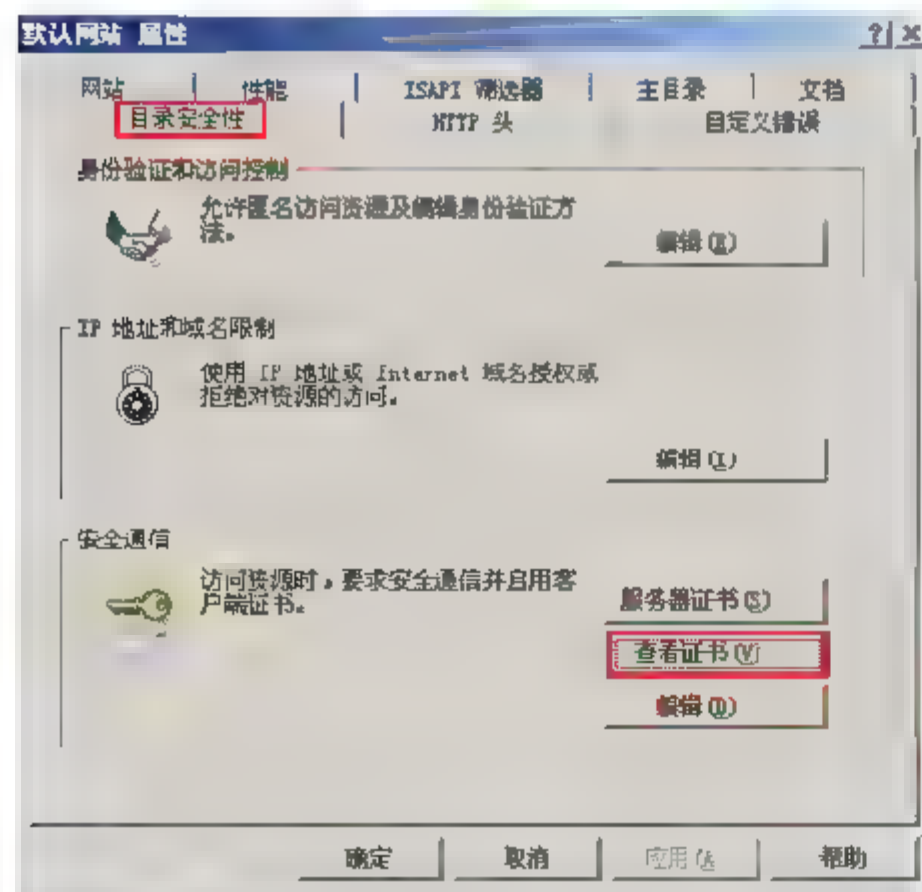 默认网站 属性
网站 性能 ISAPI 筛选器 主目录 文档
目录安全性 HTTP 头 自定义错误
身份验证和访问控制
允许匿名访问资源及编辑身份验证方
法。
编辑(E)
IP 地址和域名限制
使用 IP 地址或 Internet 域名授权或
拒绝对资源的访问。
编辑(I)
安全通信
访问资源时，要求安全通信并启用客
户端证书。
服务器证书(S)
查看证书(V)
编辑(D)
确定 取消 应用(A 帮助